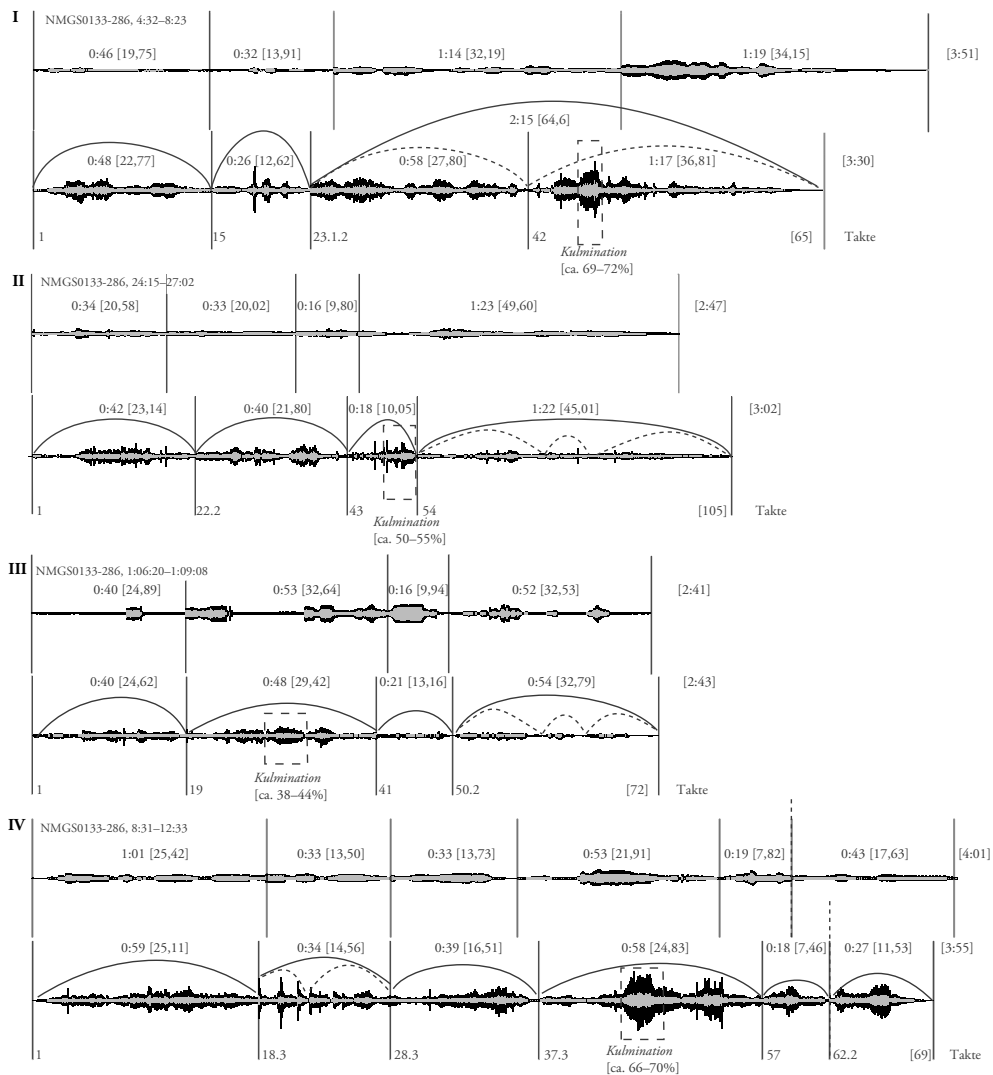 I
NMGS0133-286, 4:32–8:23
0:46 [19,75] 0:32 [13,91] 1:14 [32,19] 1:19 [34,15] [3:51]
2:15 [64,6]
0:48 [22,77] 0:26 [12,62] 0:58 [27,80] 1:17 [36,81] [3:30]
1 15 23.1.2 42 [65] Takte
Kulmination
[ca. 69–72%]
II
NMGS0133-286, 24:15–27:02
0:34 [20,58] 0:33 [20,02] 0:16 [9,80] 1:23 [49,60] [2:47]
0:42 [23,14] 0:40 [21,80] 0:18 [10,05] 1:22 [45,01] [3:02]
1 22.2 43 54 [105] Takte
Kulmination
[ca. 50–55%]
III
NMGS0133-286, 1:06:20–1:09:08
0:40 [24,89] 0:53 [32,64] 0:16 [9,94] 0:52 [32,53] [2:41]
0:40 [24,62] 0:48 [29,42] 0:21 [13,16] 0:54 [32,79] [2:43]
1 19 41 50.2 [72] Takte
Kulmination
[ca. 38–44%]
IV
NMGS0133-286, 8:31–12:33
1:01 [25,42] 0:33 [13,50] 0:33 [13,73] 0:53 [21,91] 0:19 [7,82] 0:43 [17,63] [4:01]
0:59 [25,11] 0:34 [14,56] 0:39 [16,51] 0:58 [24,83] 0:18 [7,46] 0:27 [11,53] [3:55]
1 18.3 28.3 37.3 57 62.2 [69] Takte
Kulmination
[ca. 66–70%]